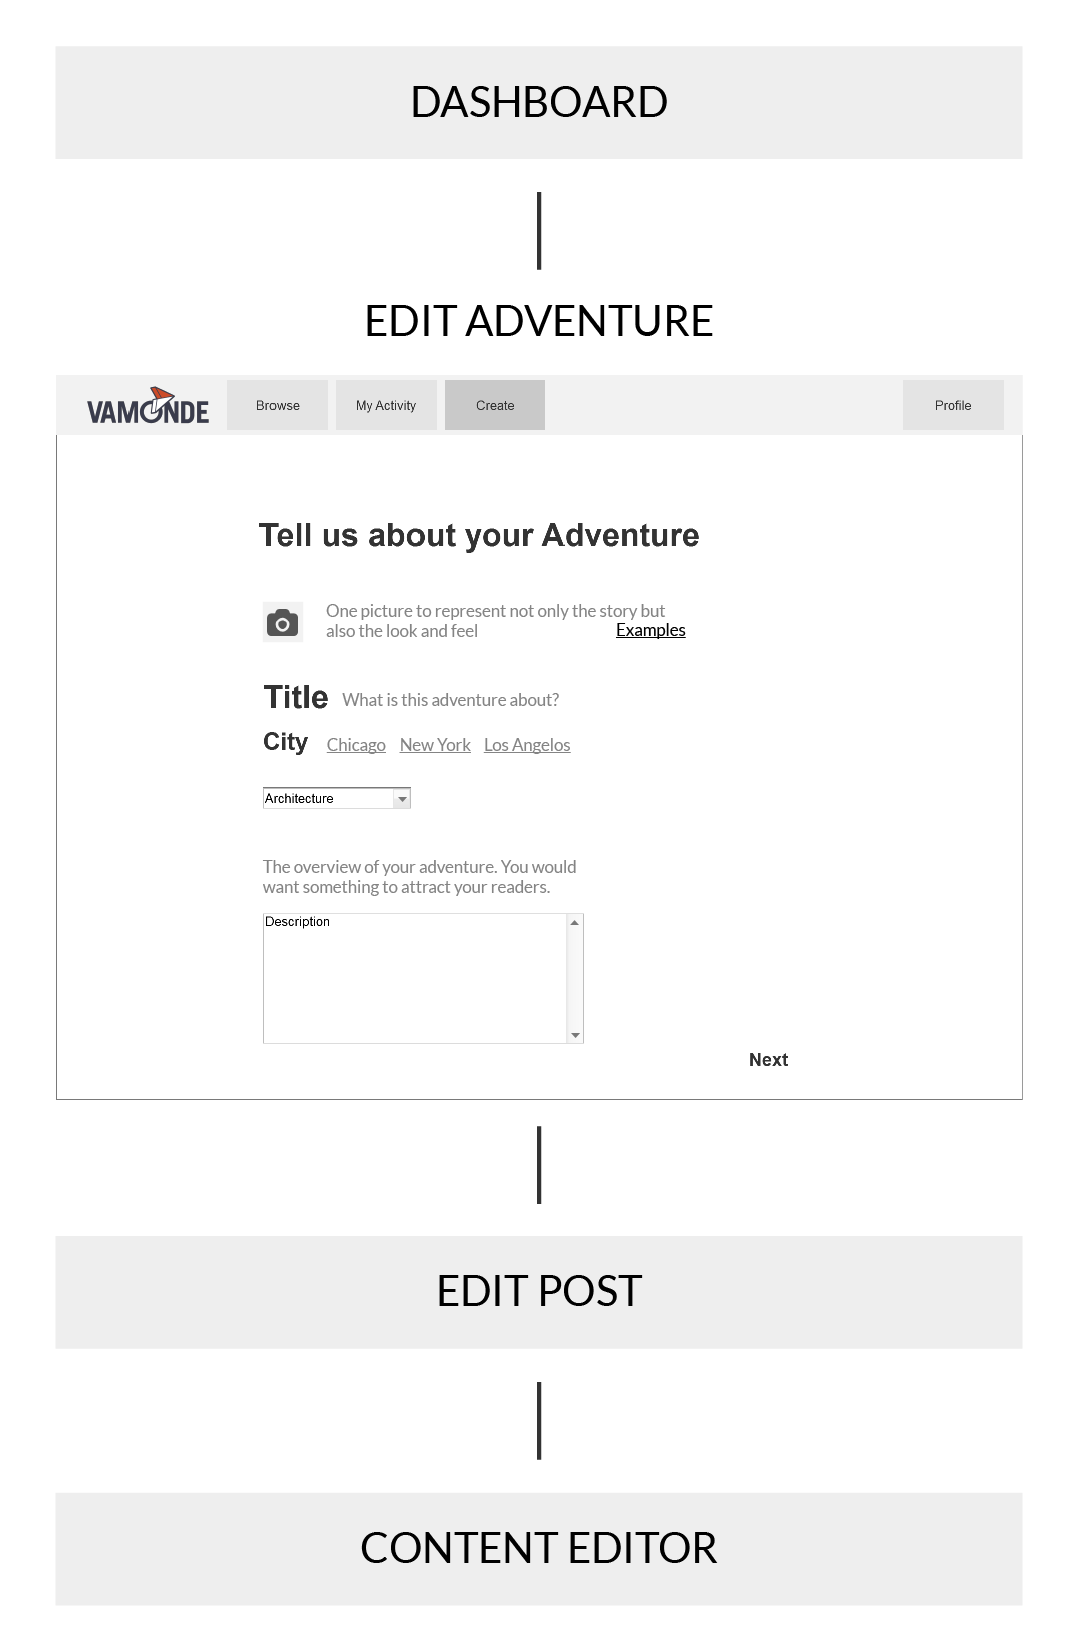 DASHBOARD
EDIT ADVENTURE
VAMONDE Browse My Activity Create Profile
Tell us about your Adventure
One picture to represent not only the story but
also the look and feel Examples
Title What is this adventure about?
City Chicago New York Los Angelos
Architecture
The overview of your adventure. You would
want something to attract your readers.
Description
Next
EDIT POST
CONTENT EDITOR